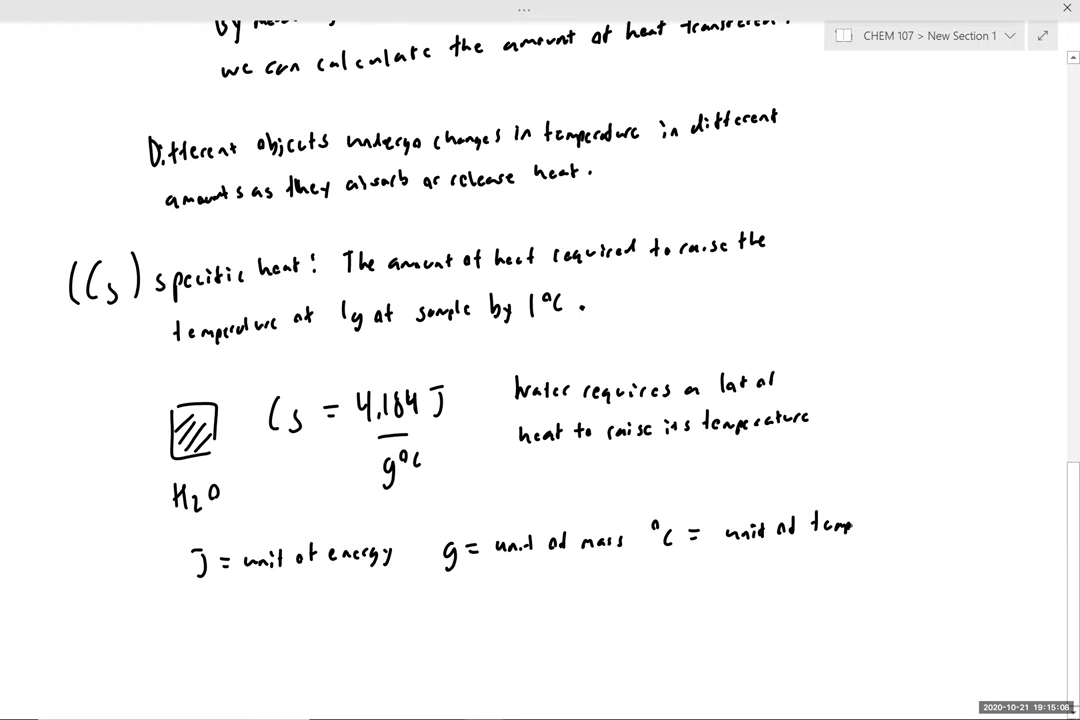 By
we can calculate the amount of heat transfered.
CHEM 107 > New Section 1
Different objects undergo changes in temperature in different
amounts as they absorb or release heat.
(Cs) specific heat: The amount of heat required to raise the
temperature of 1g of sample by 1°C.
Cs = 4.184 J
g°C
Water requires a lot of
heat to raise its temperature
H2O
J = unit of energy g = unit of mass °C = unit of temp
2020-10-21 19:15:08